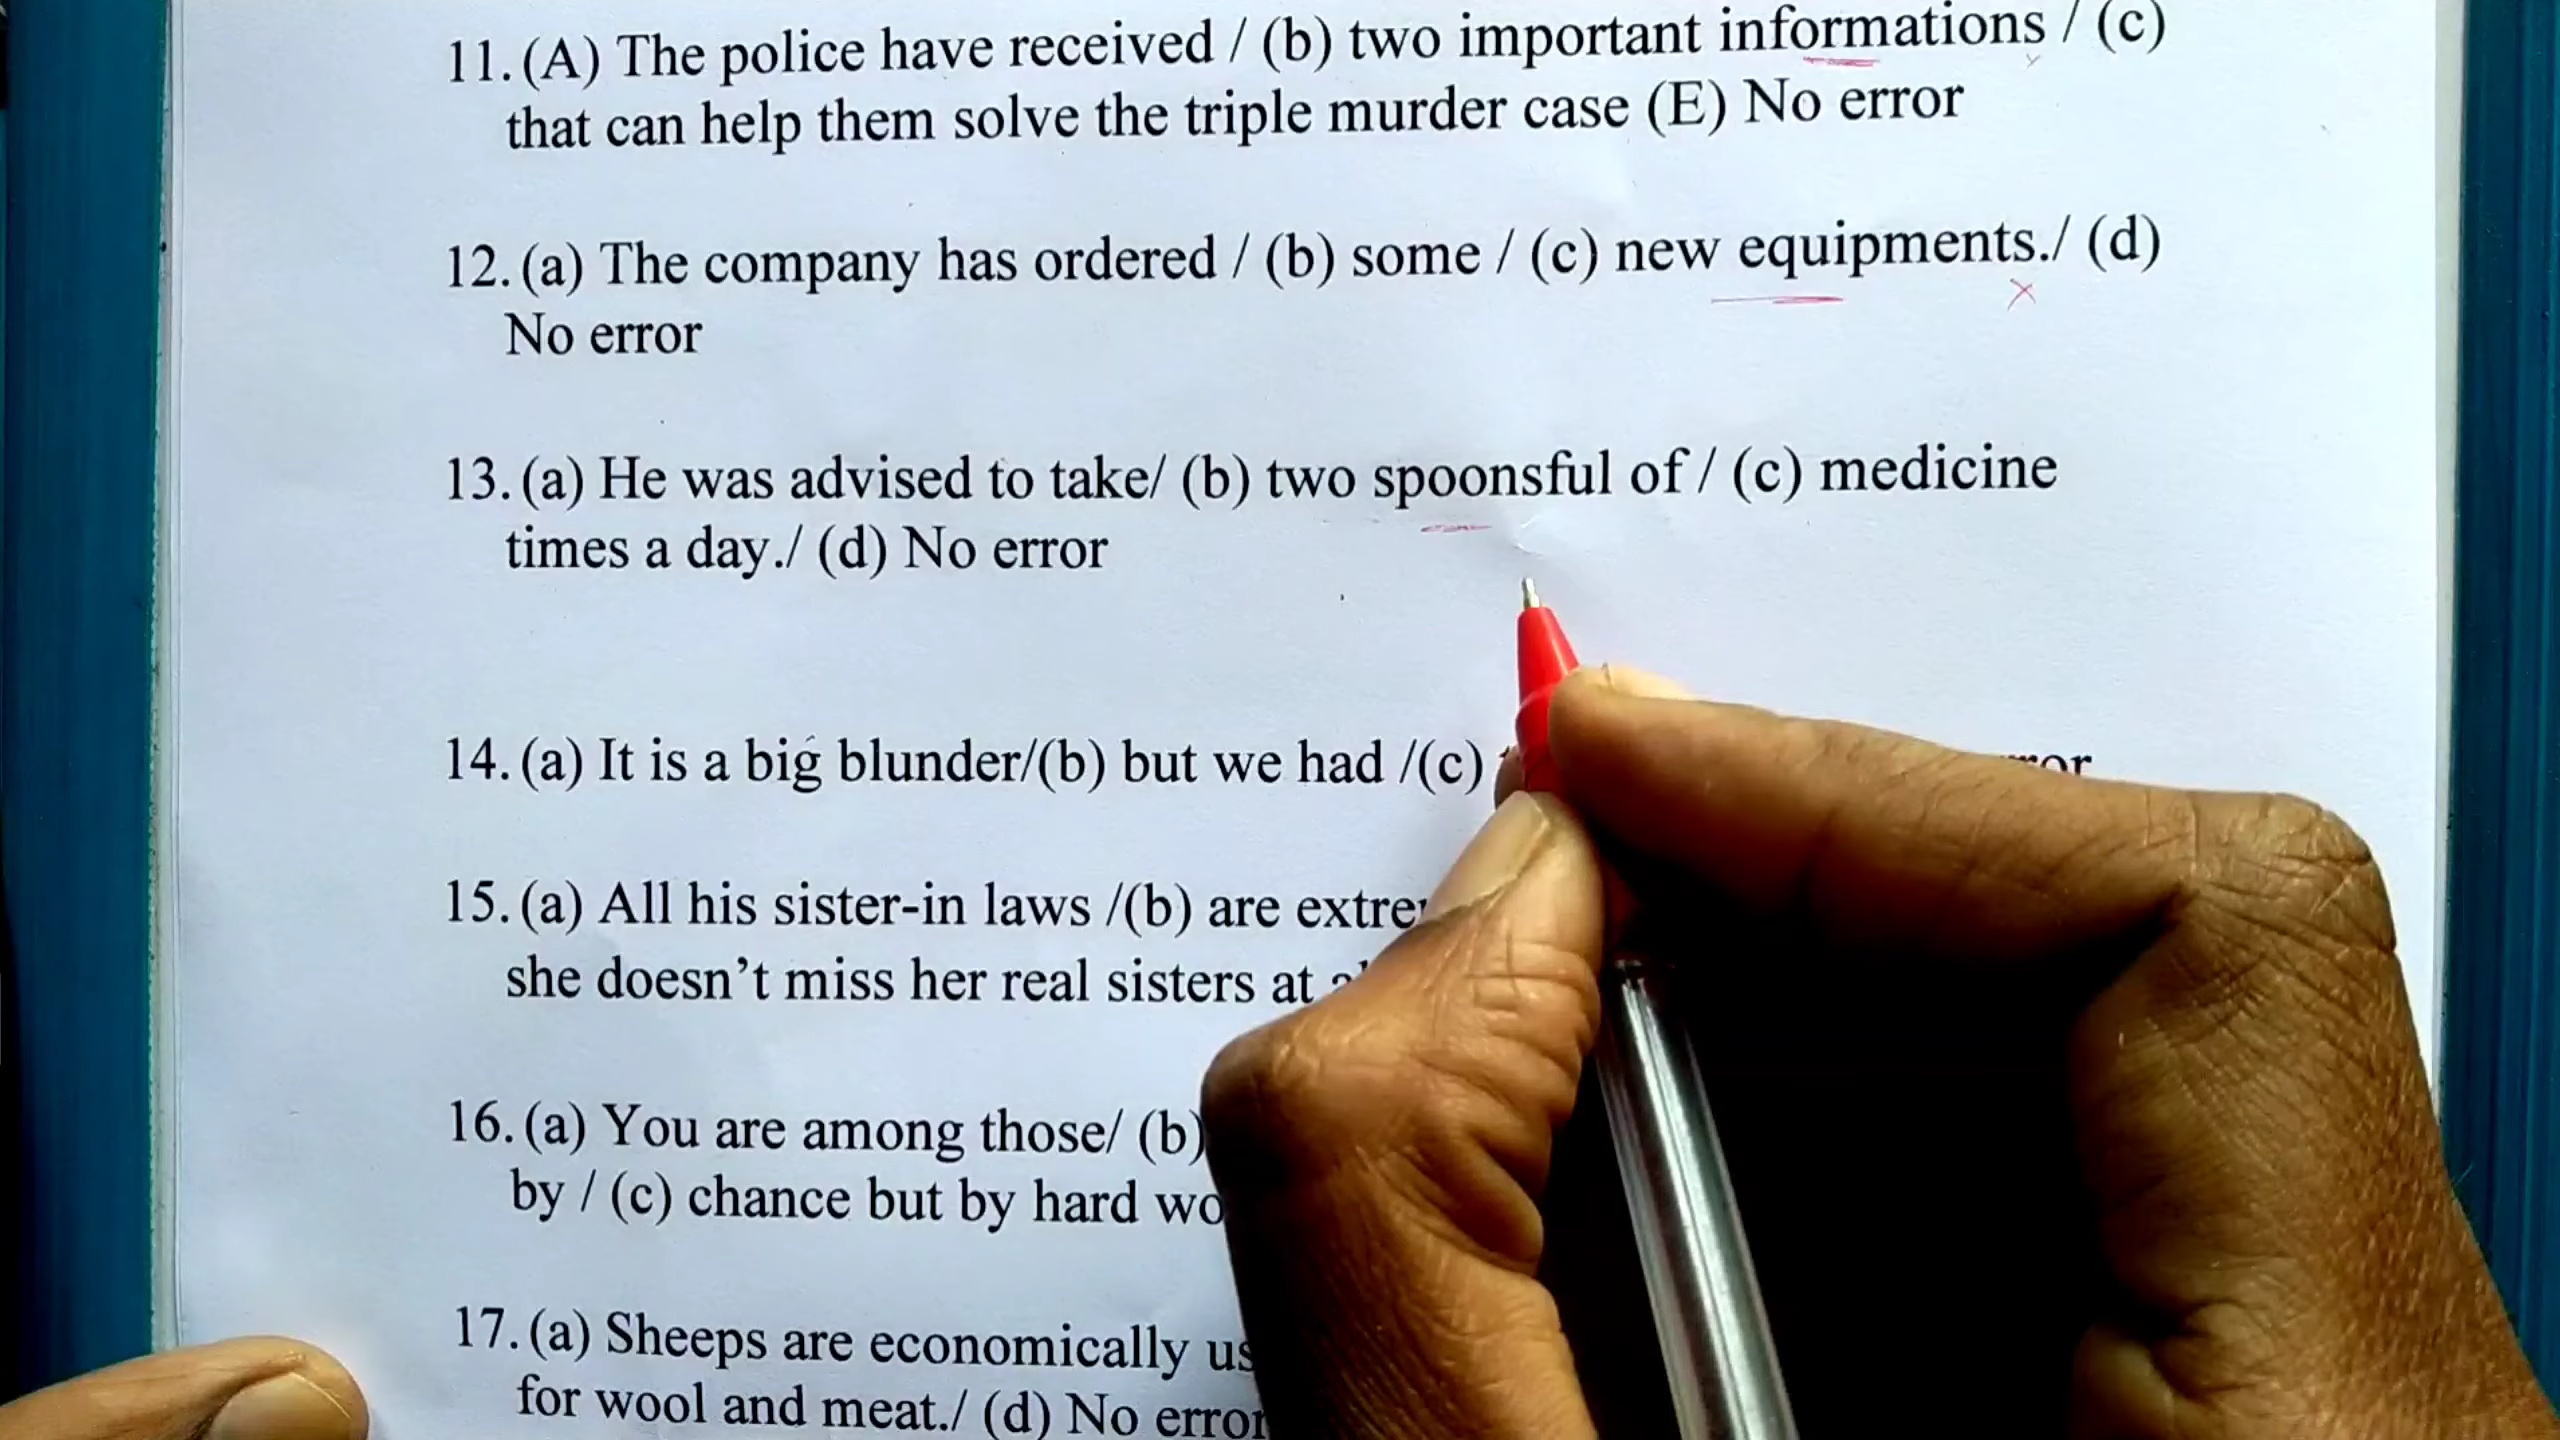 11. (A) The police have received / (b) two important informations / (c)
that can help them solve the triple murder case (E) No error
12. (a) The company has ordered / (b) some / (c) new equipments./ (d)
No error
13. (a) He was advised to take/ (b) two spoonsful of / (c) medicine
times a day./ (d) No error
14. (a) It is a big blunder/(b) but we had /(c)
15. (a) All his sister-in laws /(b) are
she doesn’t miss her real sisters at
16. (a) You are among those/ (b)
by / (c) chance but by hard
17. (a) Sheeps are economically
for wool and meat./ (d) No error